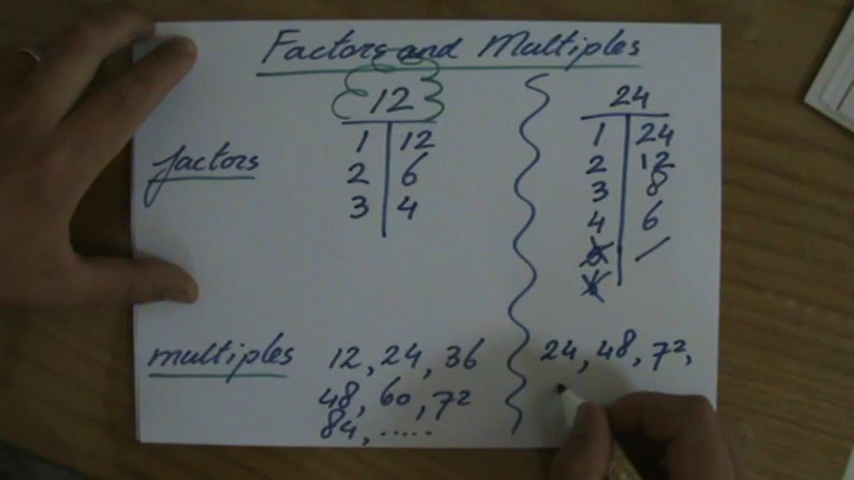 Factors and Multiples
12
24
factors
1 12
2 6
3 4
1 24
2 12
3 8
4 6
multiples
12, 24, 36
48, 60, 72
84, .....
24, 48, 72,